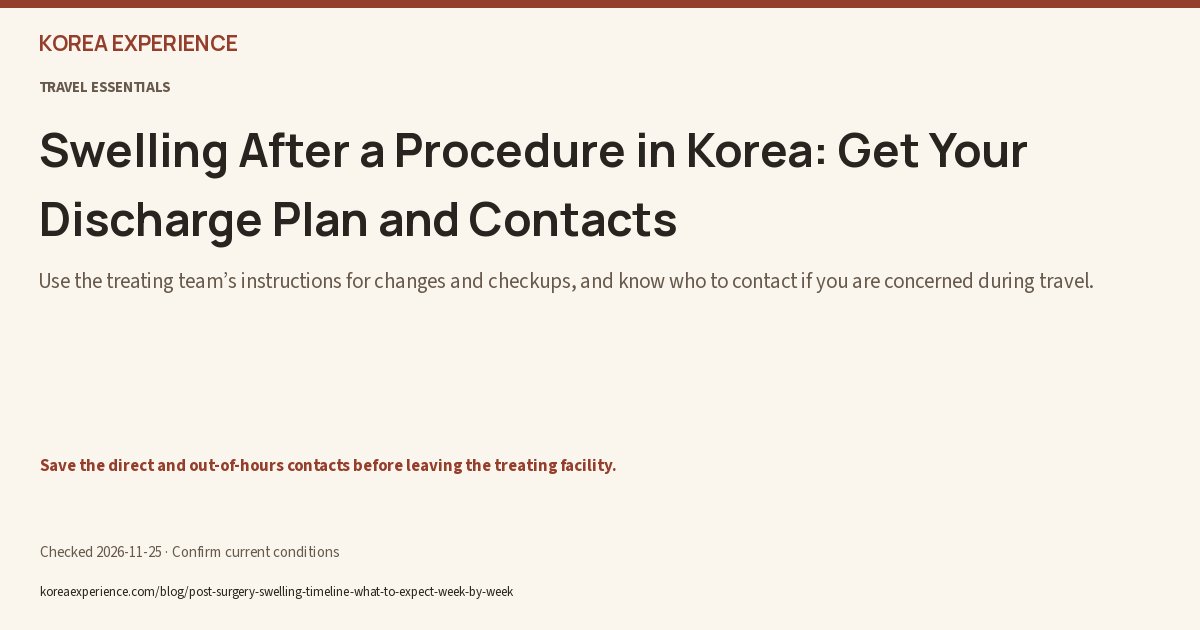 KOREA EXPERIENCE
TRAVEL ESSENTIALS
Swelling After a Procedure in Korea: Get Your
Discharge Plan and Contacts
Use the treating team’s instructions for changes and checkups, and know who to contact if you are concerned during travel.
Save the direct and out-of-hours contacts before leaving the treating facility.
Checked 2026-11-25 · Confirm current conditions
koreaexperience.com/blog/post-surgery-swelling-timeline-what-to-expect-week-by-week